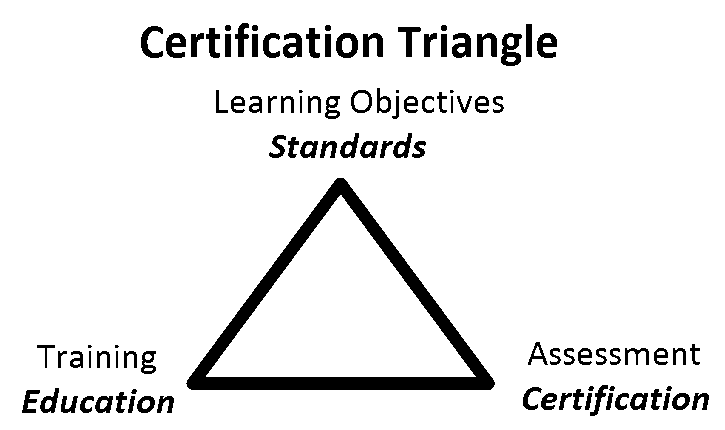 Certification Triangle
Learning Objectives
Standards
Training
Education
Assessment
Certification